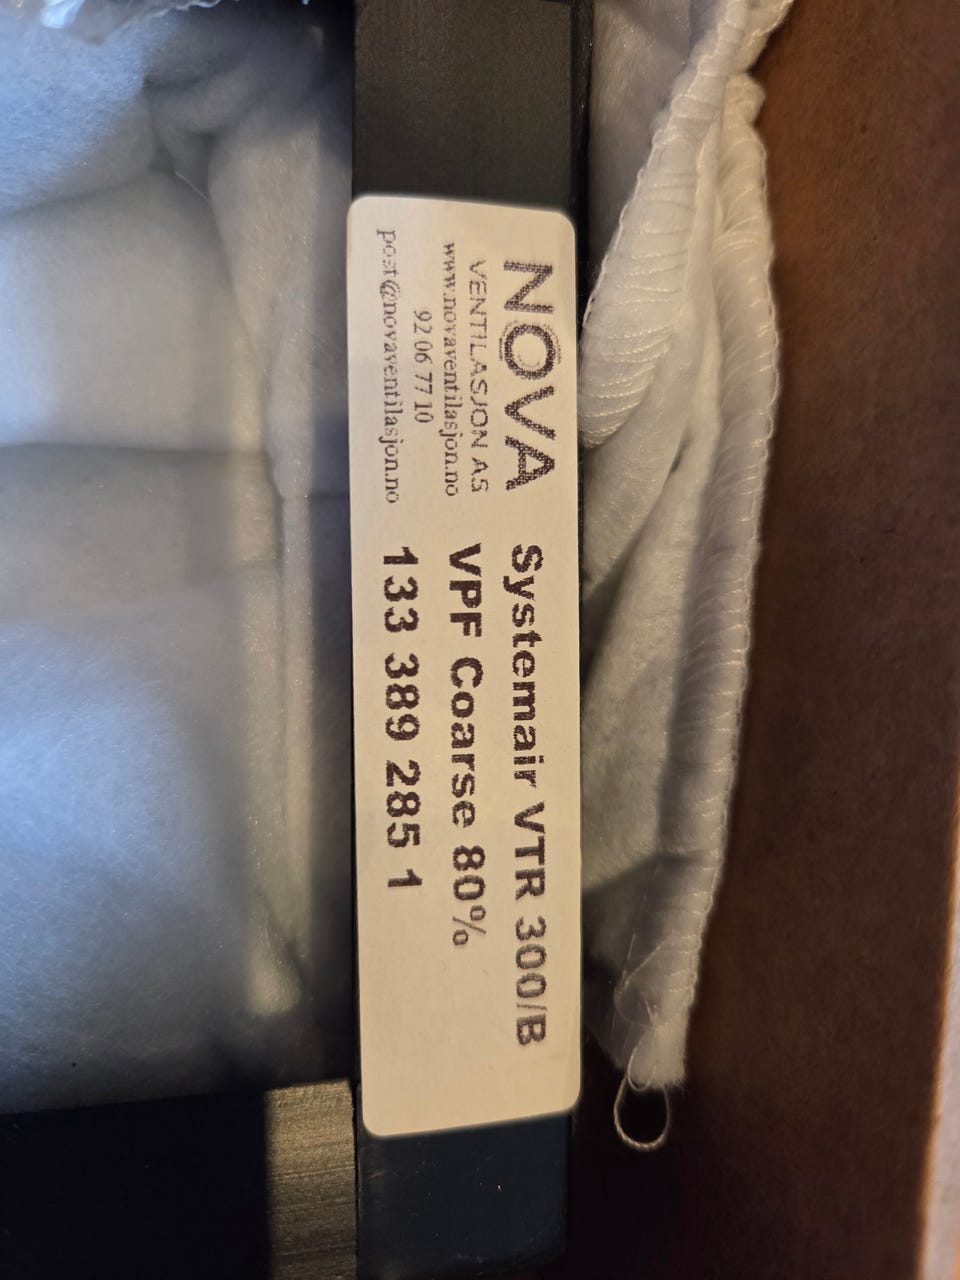 NOVA
VENTILASJON AS
www.novaventilasjon.no
92 06 77 10
post@novaventilasjon.no
Systemair VTR 300/B
VPF Coarse 80%
133 389 285 1